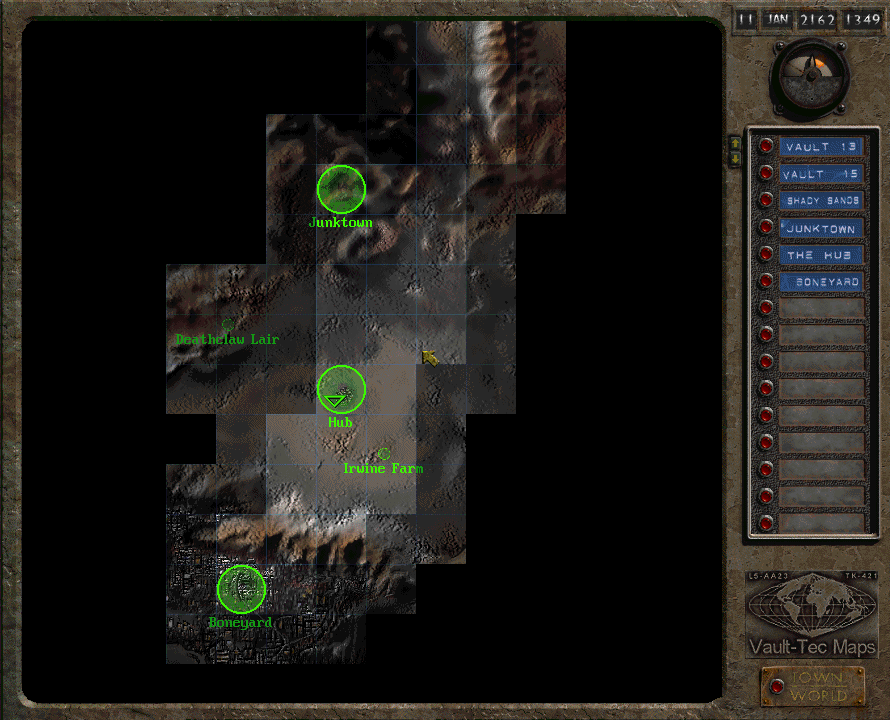 11 JAN 2162 1349
VAULT 13
VAULT 15
SHADY SANDS
JUNKTOWN
THE HUB
BONEYARD
Junktown
Deathclaw Lair
Hub
Irwine Farm
Boneyard
LS-AA23 TK-421
Vault-Tec Maps
TOWN
WORLD